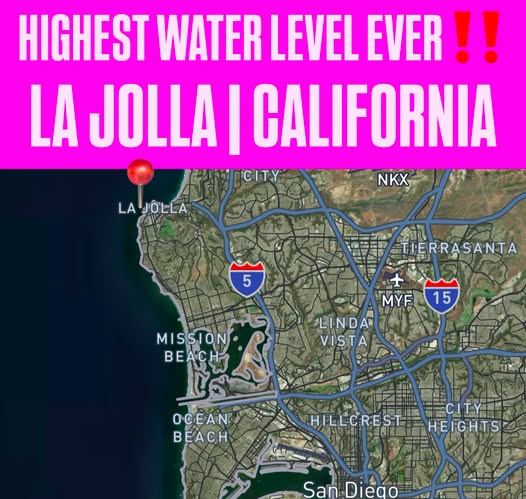 HIGHEST WATER LEVEL EVER‼️
LA JOLLA | CALIFORNIA
CITY
NKX
LA JOLLA
TIERRASANTA
5
MYF
15
LINDA
VISTA
MISSION
BEACH
OCEAN
BEACH
HILLCREST
CITY
HEIGHTS
San Diego